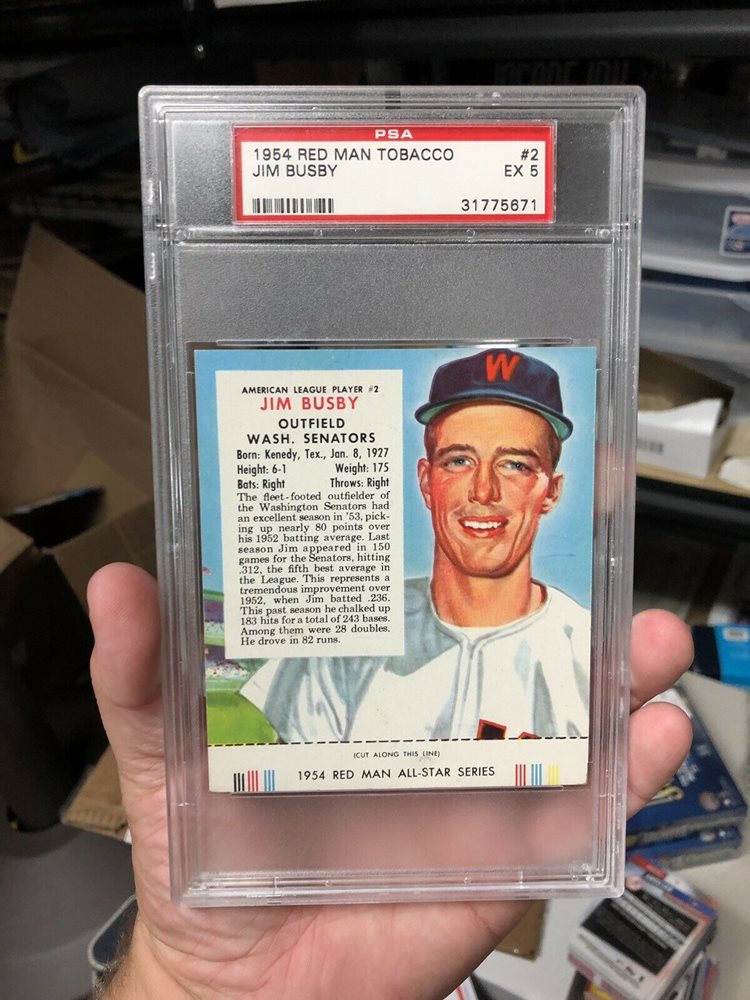 PSA
1954 RED MAN TOBACCO #2
JIM BUSBY EX 5
31775671
AMERICAN LEAGUE PLAYER #2
JIM BUSBY
OUTFIELD
WASH. SENATORS
Born: Kenedy, Tex., Jan. 8, 1927
Height: 6-1 Weight: 175
Bats: Right Throws: Right
The fleet-footed outfielder of
the Washington Senators had
an excellent season in '53, pick-
ing up nearly 80 points over
his 1952 batting average. Last
season Jim appeared in 150
games for the Senators, hitting
.312, the fifth best average in
the League. This represents a
tremendous improvement over
1952, when Jim batted .236.
This past season he chalked up
183 hits for a total of 243 bases.
Among them were 28 doubles.
He drove in 82 runs.
W
(CUT ALONG THIS LINE)
1954 RED MAN ALL-STAR SERIES